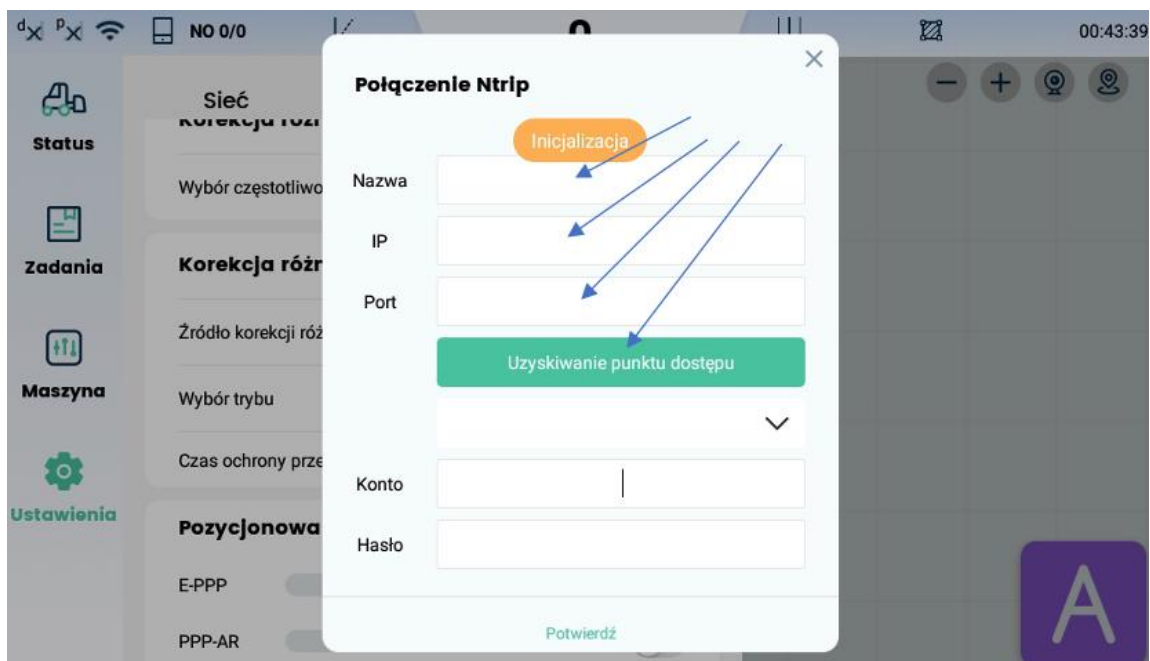 NO 0/0
00:43:39
Status
Zadania
Maszyna
Ustawienia
Sieć
Wybór częstotliwo
Korekcja różn
Źródło korekcji róż
Wybór trybu
Czas ochrony prze
Pozycjonowa
E-PPP
PPP-AR
Połączenie Ntrip
Inicjalizacja
Nazwa
IP
Port
Uzyskiwanie punktu dostępu
Konto
Hasło
Potwierdź
A